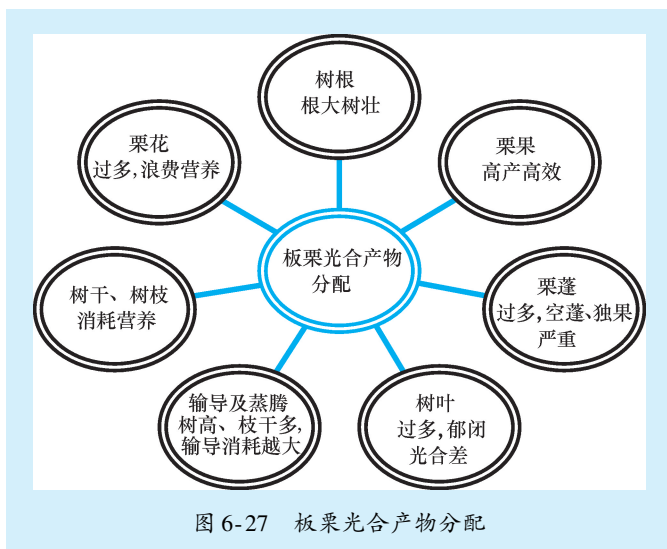 树根
根大树壮
栗花
过多,浪费营养
栗果
高产高效
板栗光合产物
分配
树干、树枝
消耗营养
栗蓬
过多,空蓬、独果
严重
输导及蒸腾
树高、枝干多,
输导消耗越大
树叶
过多,郁闭
光合差
图 6-27 板栗光合产物分配